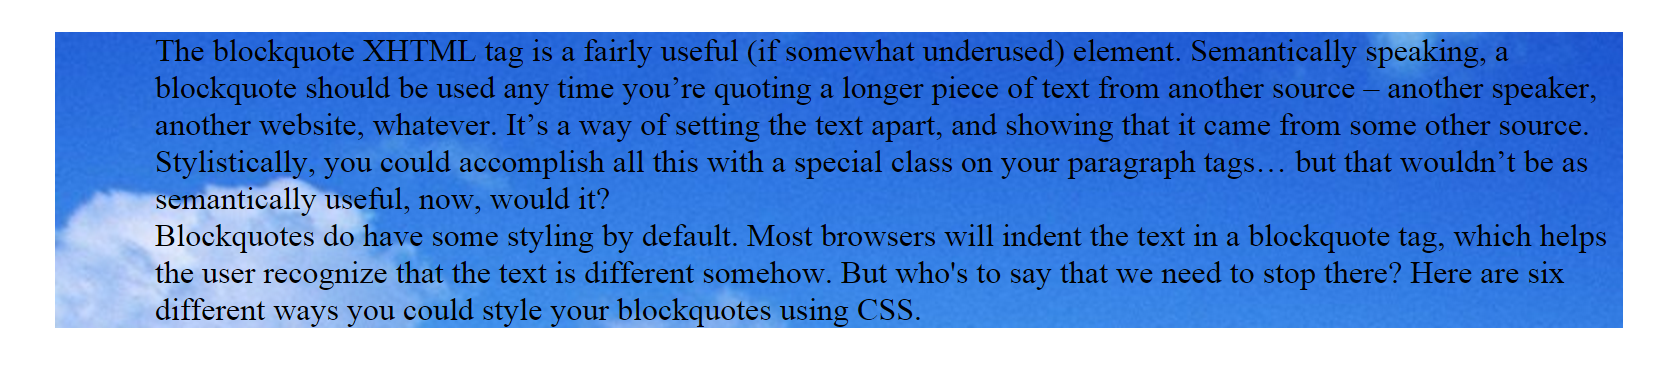 The blockquote XHTML tag is a fairly useful (if somewhat underused) element. Semantically speaking, a
blockquote should be used any time you’re quoting a longer piece of text from another source – another speaker,
another website, whatever. It’s a way of setting the text apart, and showing that it came from some other source.
Stylistically, you could accomplish all this with a special class on your paragraph tags… but that wouldn’t be as
semantically useful, now, would it?
Blockquotes do have some styling by default. Most browsers will indent the text in a blockquote tag, which helps
the user recognize that the text is different somehow. But who's to say that we need to stop there? Here are six
different ways you could style your blockquotes using CSS.